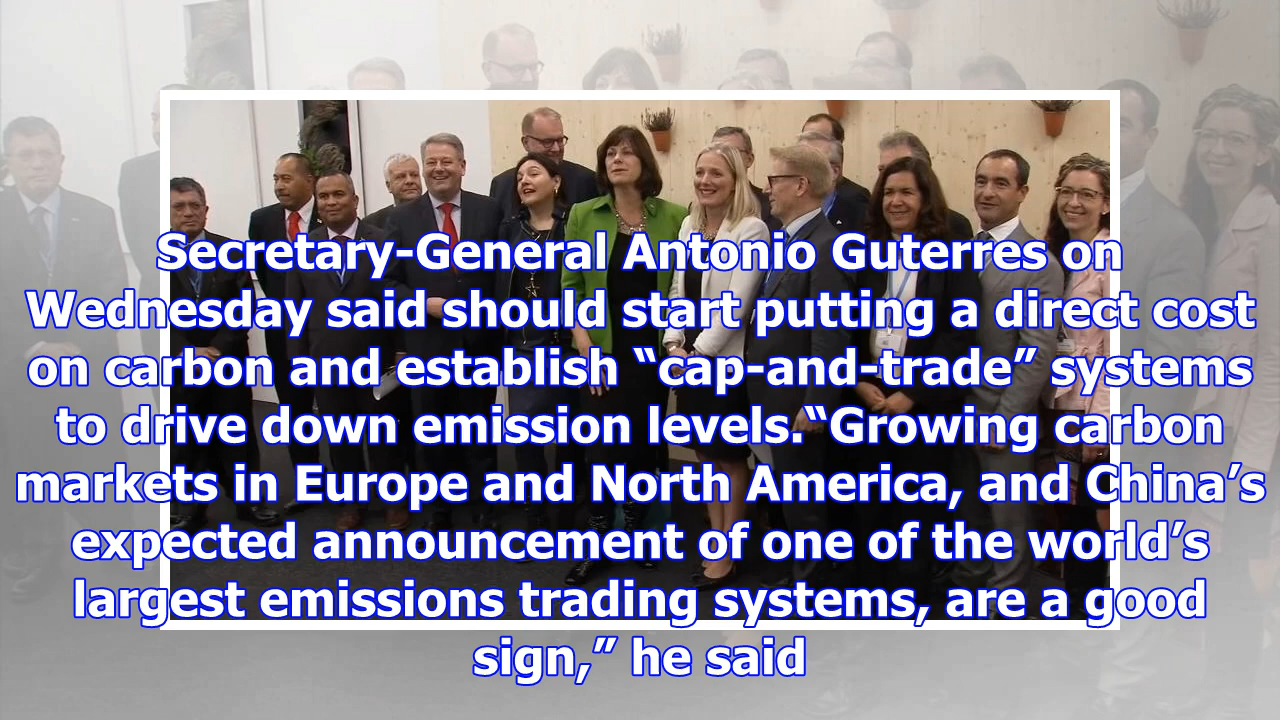 Secretary-General Antonio Guterres on
Wednesday said should start putting a direct cost
on carbon and establish “cap-and-trade” systems
to drive down emission levels.“Growing carbon
markets in Europe and North America, and China’s
expected announcement of one of the world’s
largest emissions trading systems, are a good
sign,” he said